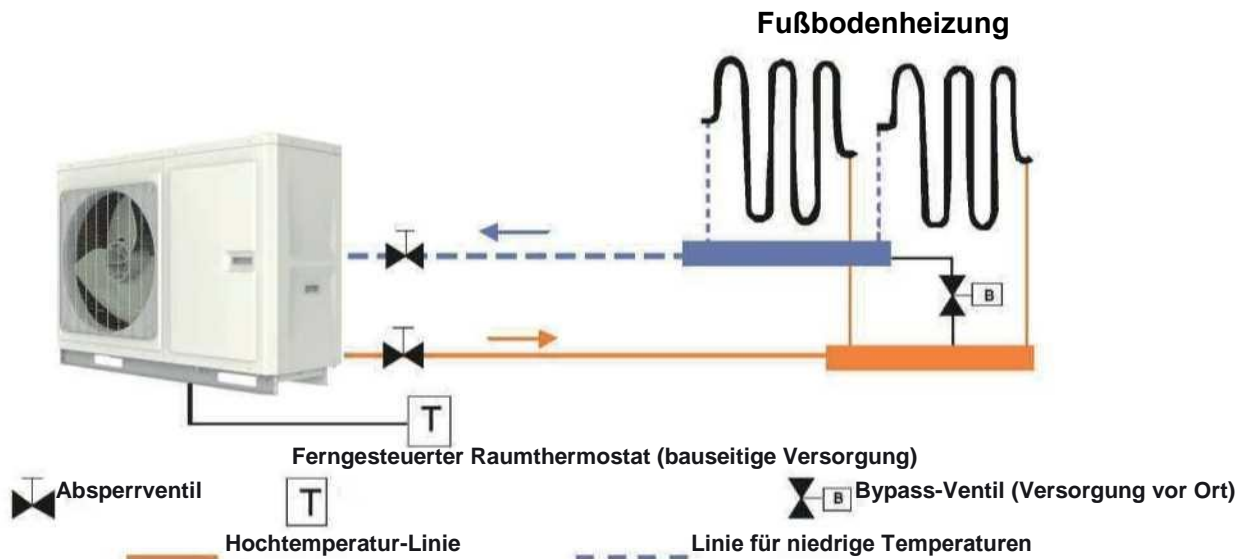 Fußbodenheizung
B
T
Ferngesteuerter Raumthermostat (bauseitige Versorgung)
Absperrventil
T
B
Bypass-Ventil (Versorgung vor Ort)
Hochtemperatur-Linie
Linie für niedrige Temperaturen